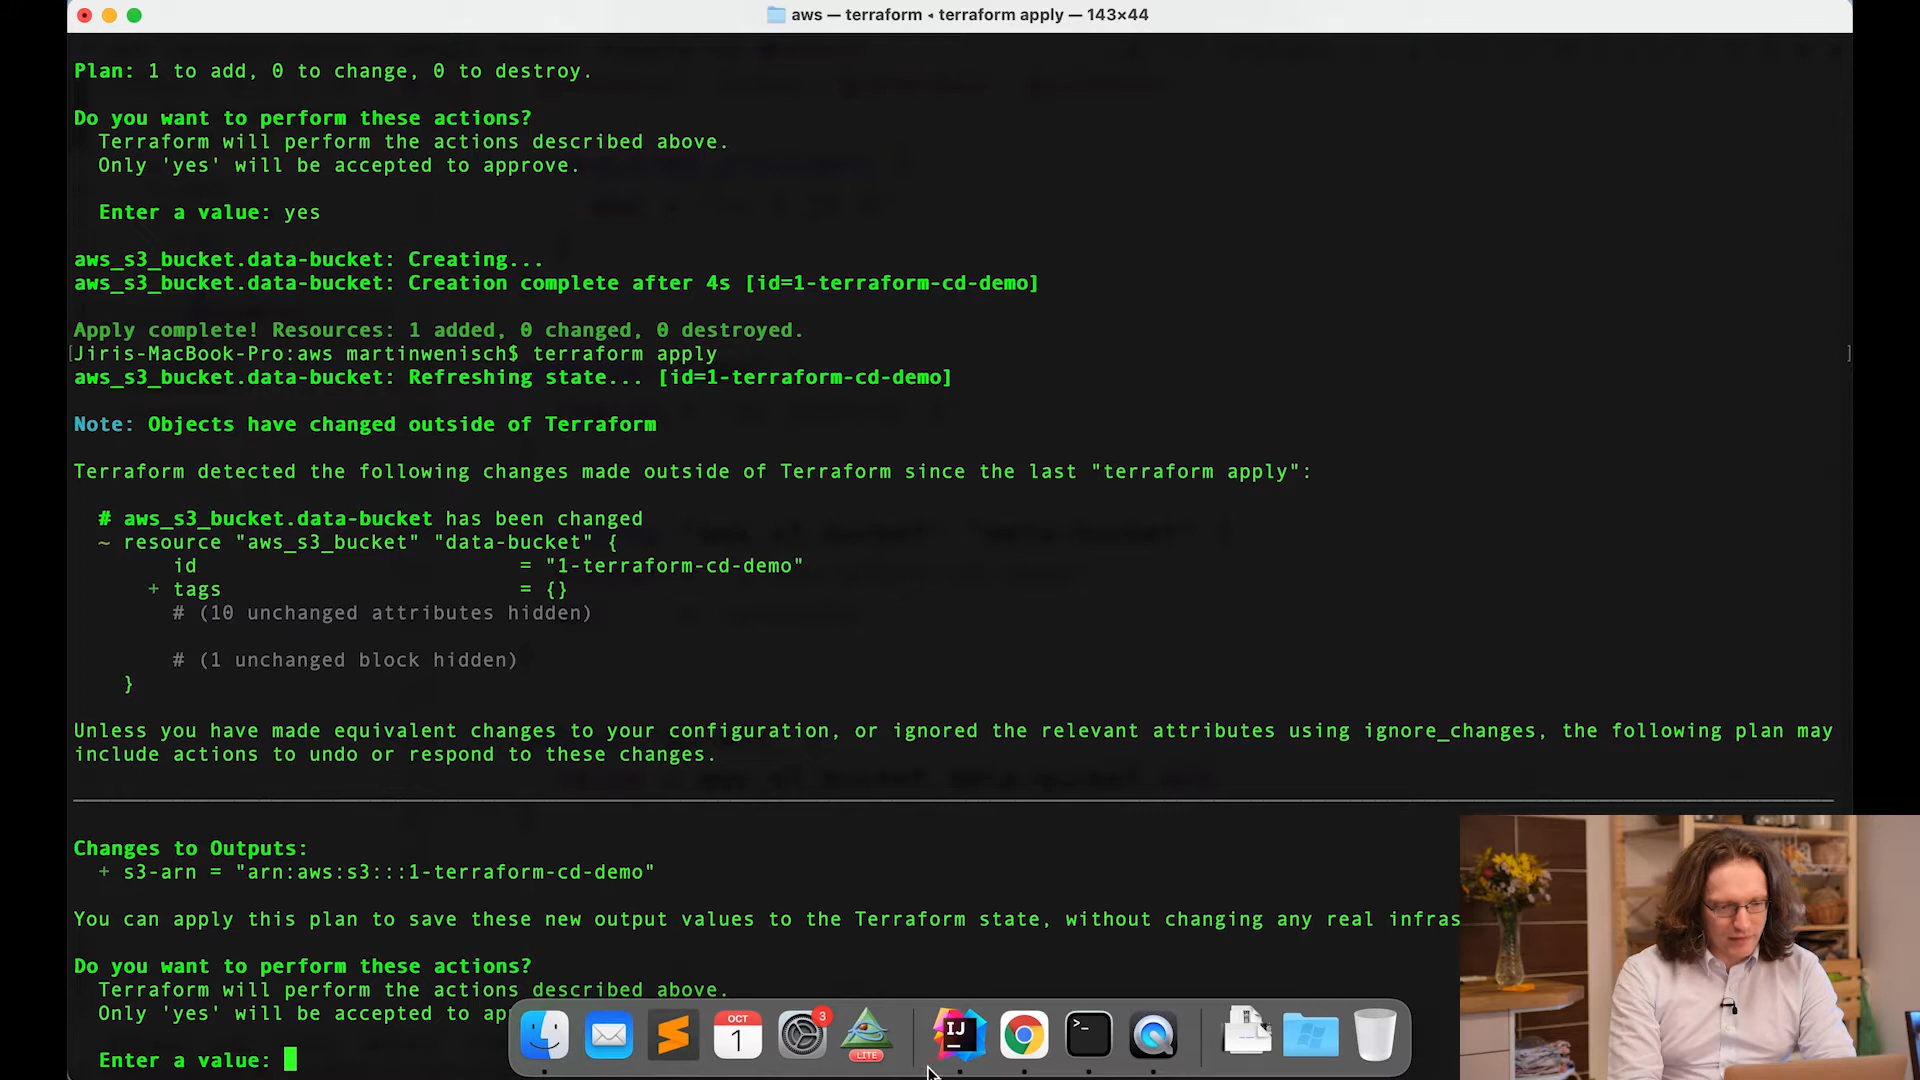 aws — terraform ◂ terraform apply — 143×44
Plan: 1 to add, 0 to change, 0 to destroy.
Do you want to perform these actions?
Terraform will perform the actions described above.
Only 'yes' will be accepted to approve.
Enter a value: yes
aws_s3_bucket.data-bucket: Creating...
aws_s3_bucket.data-bucket: Creation complete after 4s [id=1-terraform-cd-demo]
Apply complete! Resources: 1 added, 0 changed, 0 destroyed.
[Jiris-MacBook-Pro:aws martinwenisch$ terraform apply ]
aws_s3_bucket.data-bucket: Refreshing state... [id=1-terraform-cd-demo]
Note: Objects have changed outside of Terraform
Terraform detected the following changes made outside of Terraform since the last "terraform apply":
# aws_s3_bucket.data-bucket has been changed
~ resource "aws_s3_bucket" "data-bucket" {
id = "1-terraform-cd-demo"
+ tags = {}
# (10 unchanged attributes hidden)
# (1 unchanged block hidden)
}
Unless you have made equivalent changes to your configuration, or ignored the relevant attributes using ignore_changes, the following plan may
include actions to undo or respond to these changes.
Changes to Outputs:
+ s3-arn = "arn:aws:s3:::1-terraform-cd-demo"
You can apply this plan to save these new output values to the Terraform state, without changing any real infras
Do you want to perform these actions?
Terraform will perform the actions described above.
Only 'yes' will be accepted to ap
Enter a value:
OCT
1
3
LITE
IJ
>_